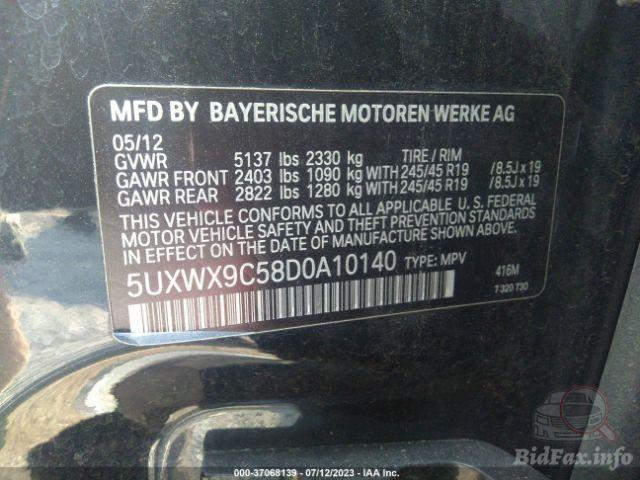 MFD BY BAYERISCHE MOTOREN WERKE AG
05/12
GVWR 5137 lbs 2330 kg TIRE / RIM
GAWR FRONT 2403 lbs 1090 kg WITH 245/45 R19 /8.5J x 19
GAWR REAR 2822 lbs 1280 kg WITH 245/45 R19 /8.5J x 19
THIS VEHICLE CONFORMS TO ALL APPLICABLE U. S. FEDERAL
MOTOR VEHICLE SAFETY AND THEFT PREVENTION STANDARDS
IN EFFECT ON THE DATE OF MANUFACTURE SHOWN ABOVE.
5UXWX9C58D0A10140 TYPE: MPV 416M
7 320 730
BidFax.info
000-37068139 - 07/12/2023 - IAA Inc.